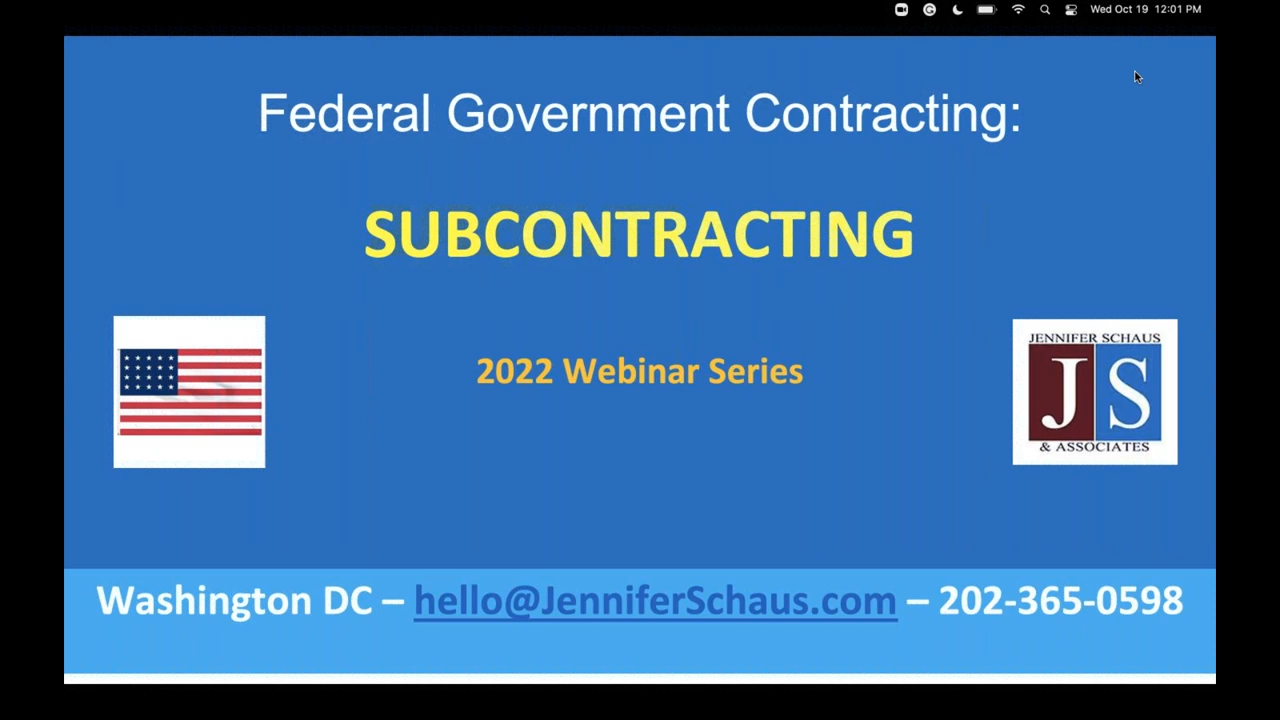 Wed Oct 19 12:01 PM
Federal Government Contracting:
SUBCONTRACTING
2022 Webinar Series
JENNIFER SCHAUS
JS
& ASSOCIATES
Washington DC – hello@JenniferSchaus.com – 202-365-0598